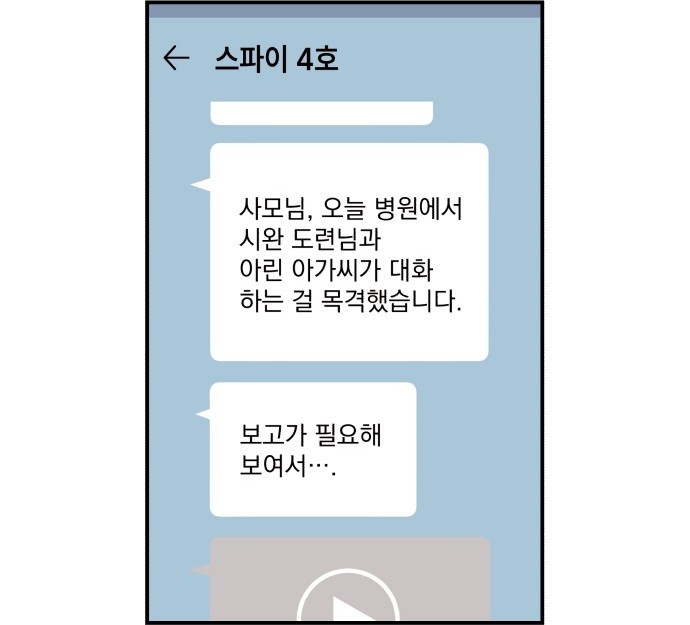 스파이 4호
사모님, 오늘 병원에서
시완 도련님과
아린 아가씨가 대화
하는 걸 목격했습니다.
보고가 필요해
보여서….